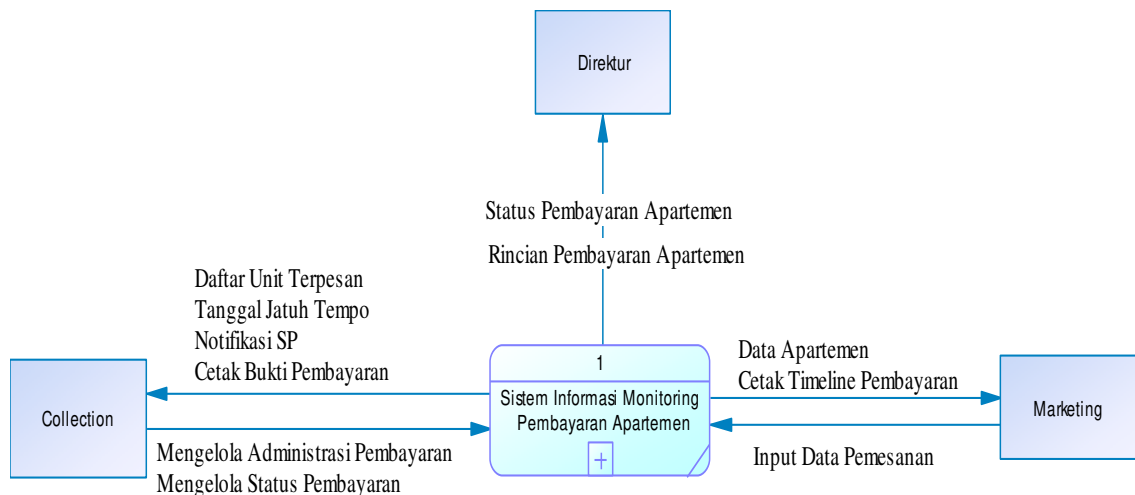 Direktur
Status Pembayaran Apartemen
Rincian Pembayaran Apartemen
Daftar Unit Terpesan
Tanggal Jatuh Tempo
Notifikasi SP
Cetak Bukti Pembayaran
Collection
Mengelola Administrasi Pembayaran
Mengelola Status Pembayaran
1
Sistem Informasi Monitoring
Pembayaran Apartemen
+
Data Apartemen
Cetak Timeline Pembayaran
Marketing
Input Data Pemesanan